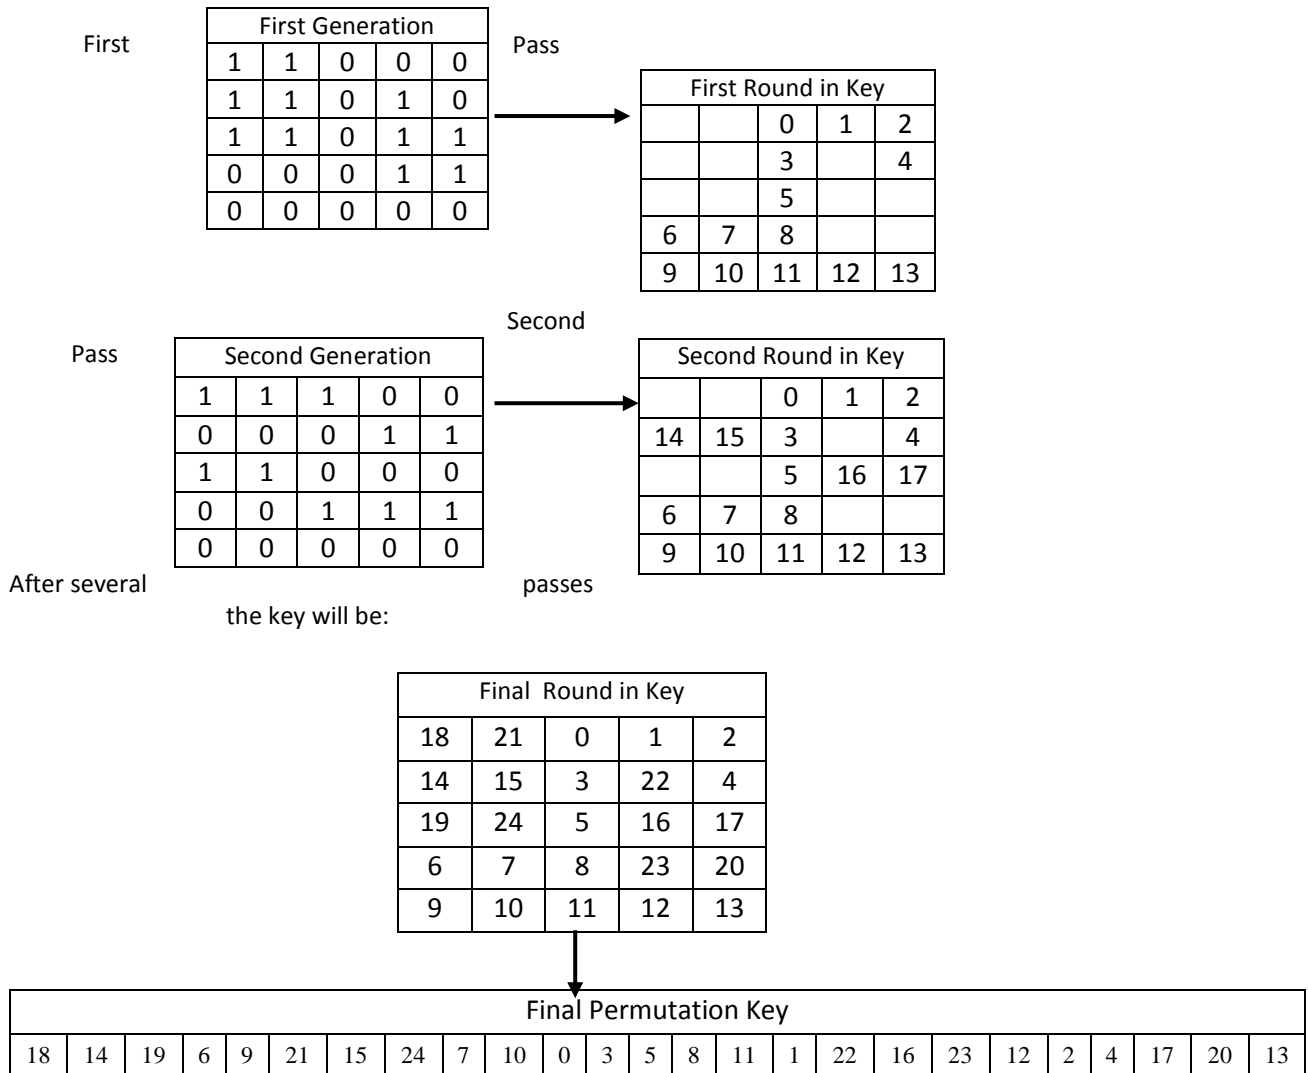 First
First Generation
Pass
1 1 0 0 0
1 1 0 1 0
1 1 0 1 1
0 0 0 1 1
0 0 0 0 0
First Round in Key
0 1 2
3 4
5
6 7 8
9 10 11 12 13
Second
Pass
Second Generation
1 1 1 0 0
0 0 0 1 1
1 1 0 0 0
0 0 1 1 1
0 0 0 0 0
Second Round in Key
0 1 2
14 15 3 4
5 16 17
6 7 8
9 10 11 12 13
After several passes
the key will be:
Final Round in Key
18 21 0 1 2
14 15 3 22 4
19 24 5 16 17
6 7 8 23 20
9 10 11 12 13
Final Permutation Key
18 14 19 6 9 21 15 24 7 10 0 3 5 8 11 1 22 16 23 12 2 4 17 20 13